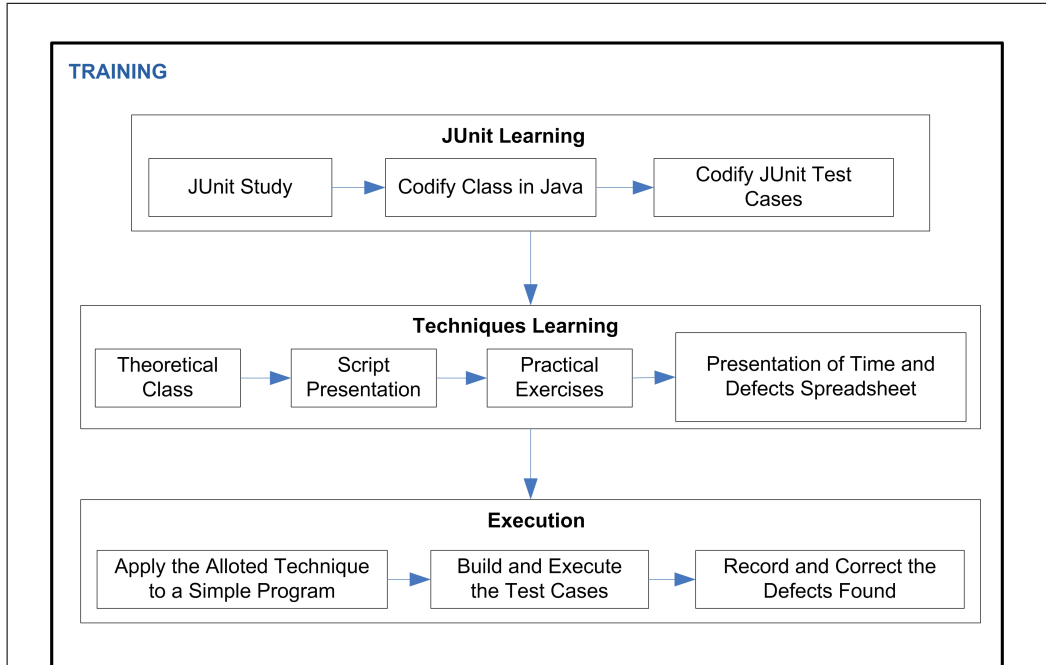 TRAINING
JUnit Learning
JUnit Study
Codify Class in Java
Codify JUnit Test
Cases
Techniques Learning
Theoretical
Class
Script
Presentation
Practical
Exercises
Presentation of Time and
Defects Spreadsheet
Execution
Apply the Alloted Technique
to a Simple Program
Build and Execute
the Test Cases
Record and Correct the
Defects Found